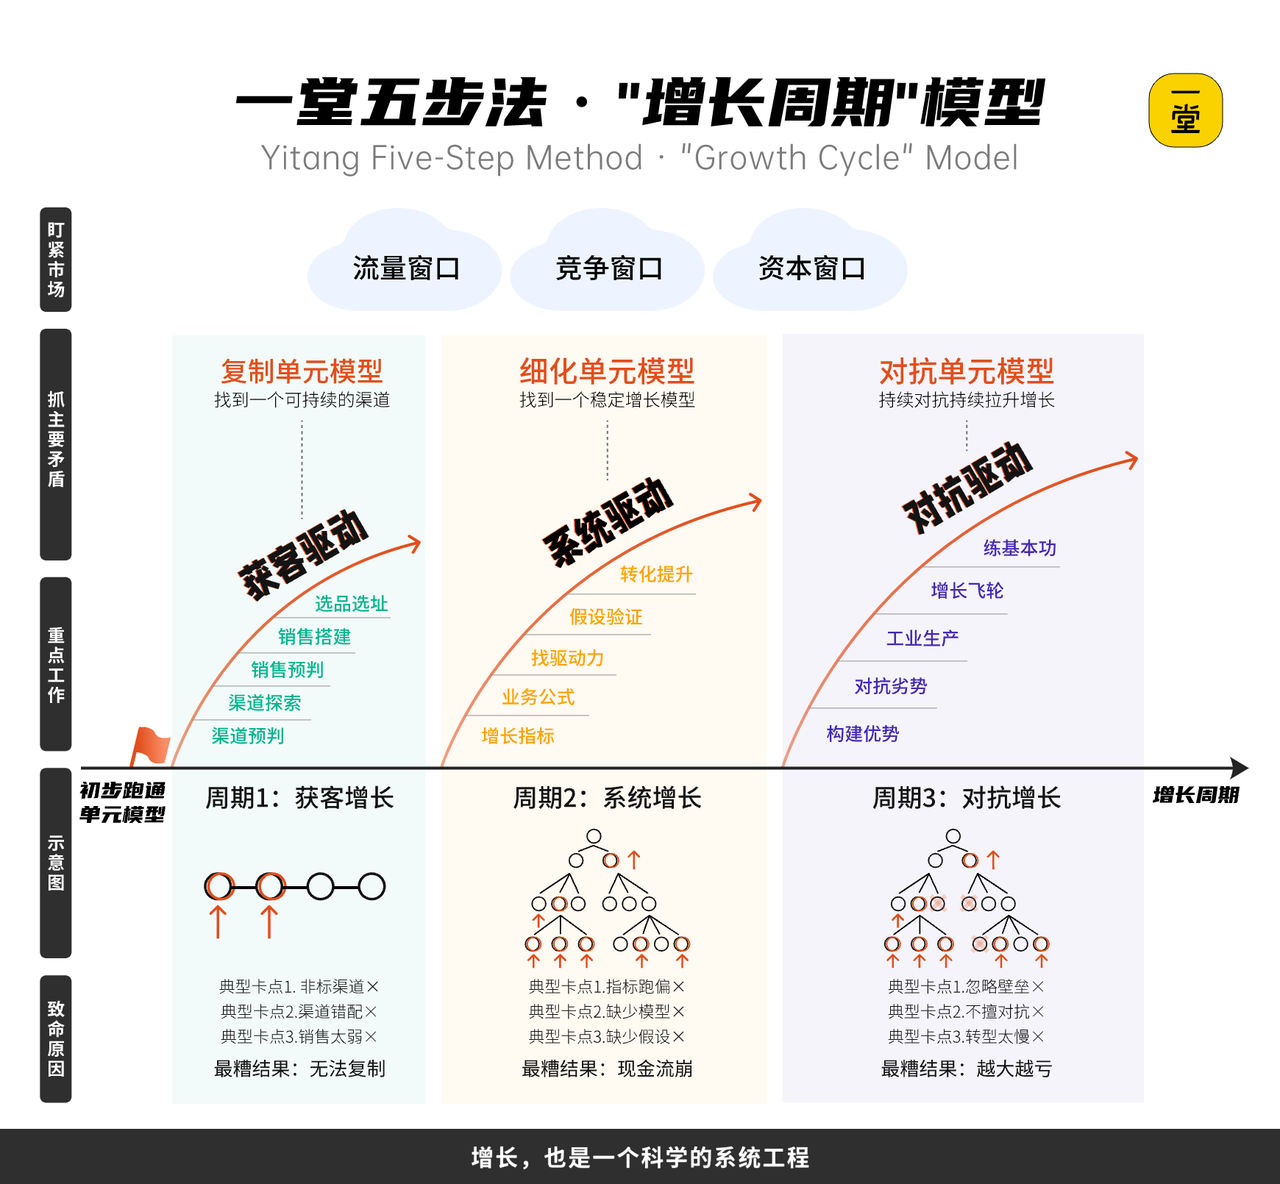 一堂五步法 · "增长周期"模型
Yitang Five-Step Method · "Growth Cycle" Model
一堂
盯紧市场
流量窗口
竞争窗口
资本窗口
抓主要矛盾
复制单元模型
找到一个可持续的渠道
获客驱动
细化单元模型
找到一个稳定增长模型
系统驱动
对抗单元模型
持续对抗持续拉升增长
对抗驱动
重点工作
选品选址
销售搭建
销售预判
渠道探索
渠道预判
转化提升
假设验证
找驱动力
业务公式
增长指标
练基本功
增长飞轮
工业生产
对抗劣势
构建优势
初步跑通
单元模型
增长周期
示意图
周期1：获客增长
周期2：系统增长
周期3：对抗增长
致命原因
典型卡点1. 非标渠道×
典型卡点2.渠道错配×
典型卡点3.销售太弱×
最糟结果：无法复制
典型卡点1.指标跑偏×
典型卡点2.缺少模型×
典型卡点3.缺少假设×
最糟结果：现金流崩
典型卡点1.忽略壁垒×
典型卡点2.不擅对抗×
典型卡点3.转型太慢×
最糟结果：越大越亏
增长，也是一个科学的系统工程